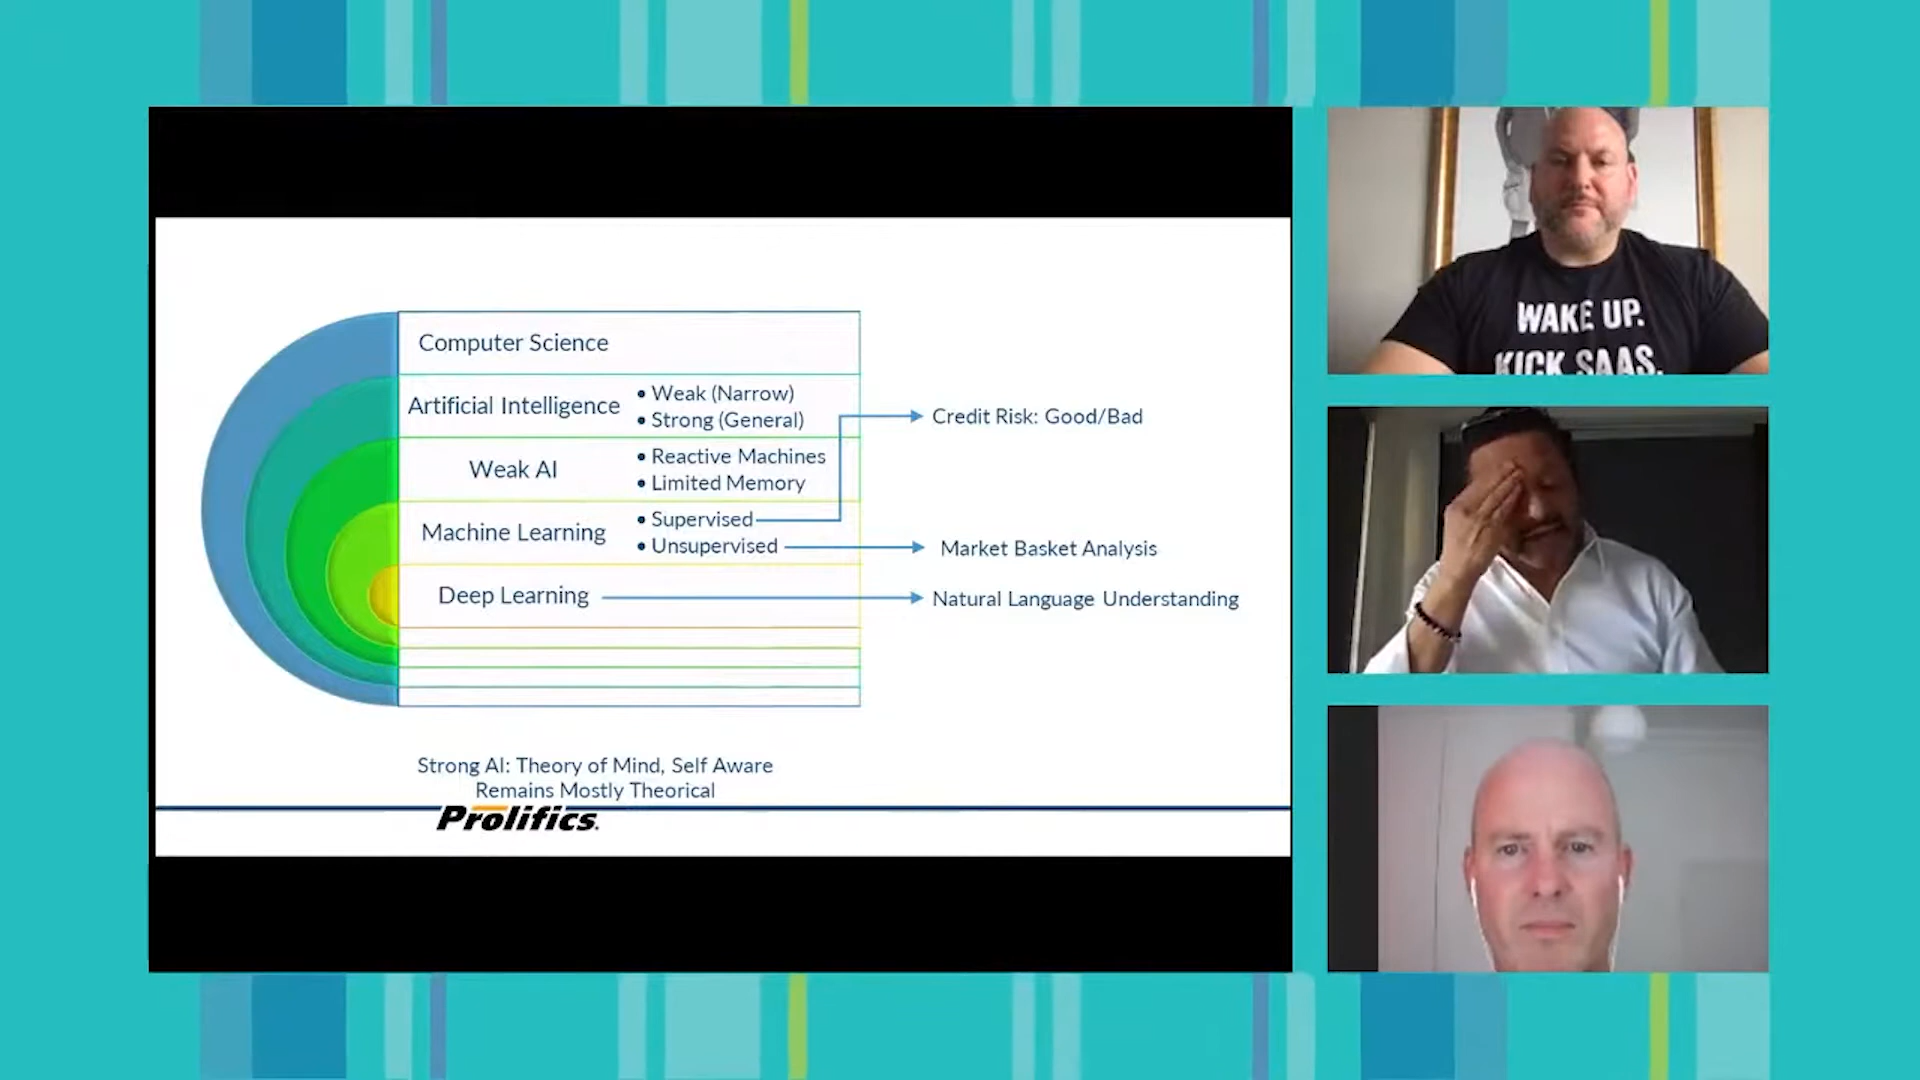 Computer Science
Artificial Intelligence
• Weak (Narrow)
• Strong (General)
Weak AI
• Reactive Machines
• Limited Memory
Machine Learning
• Supervised
• Unsupervised
Deep Learning
Credit Risk: Good/Bad
Market Basket Analysis
Natural Language Understanding
Strong AI: Theory of Mind, Self Aware
Remains Mostly Theorical
Prolifics.
WAKE UP.
KICK SAAS.